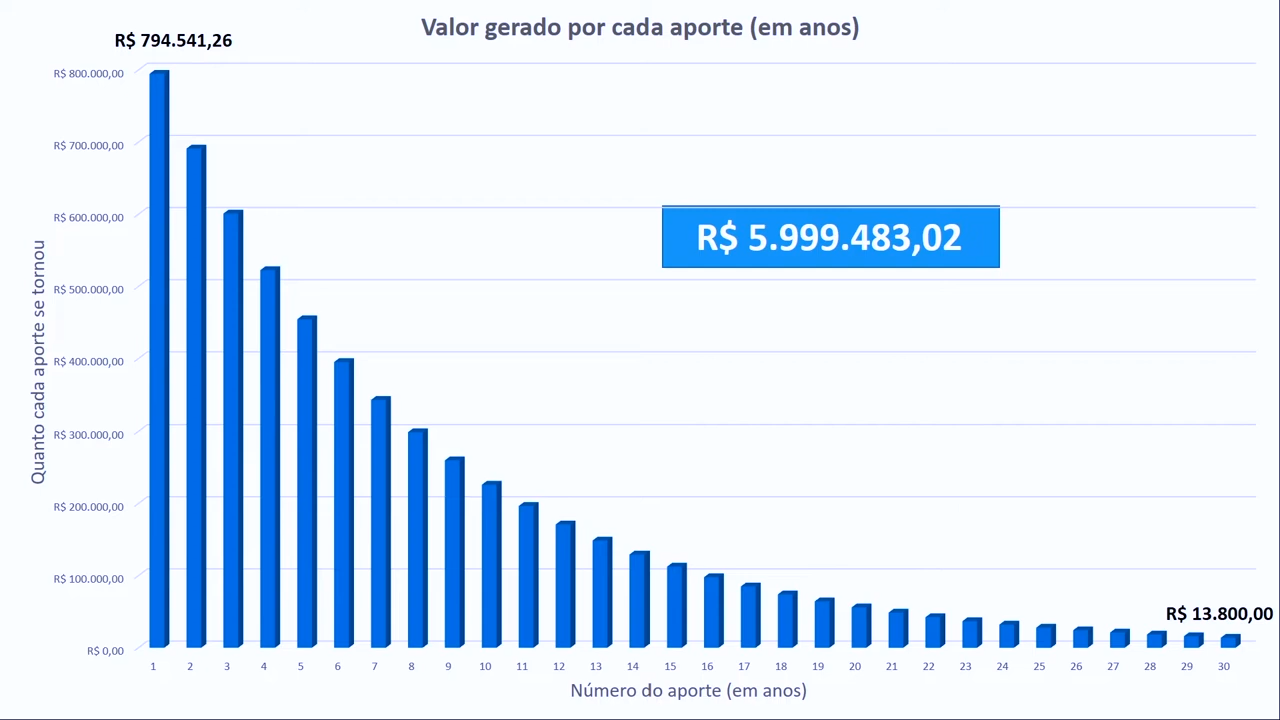 Valor gerado por cada aporte (em anos)
R$ 794.541,26
R$ 800.000,00
R$ 700.000,00
R$ 600.000,00
R$ 500.000,00
R$ 400.000,00
R$ 300.000,00
R$ 200.000,00
R$ 100.000,00
R$ 0,00
Quanto cada aporte se tornou
R$ 5.999.483,02
R$ 13.800,00
1 2 3 4 5 6 7 8 9 10 11 12 13 14 15 16 17 18 19 20 21 22 23 24 25 26 27 28 29 30
Número do aporte (em anos)